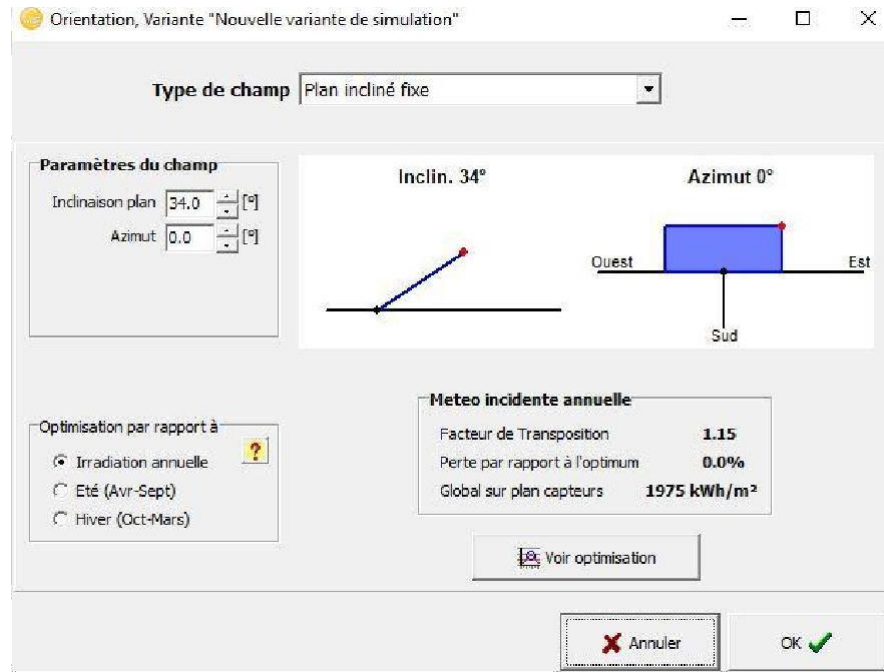 Orientation, Variante "Nouvelle variante de simulation"
Type de champ Plan incliné fixe
Paramètres du champ
Inclinaison plan 34.0 [°]
Azimut 0.0 [°]
Inclin. 34° Azimut 0°
Ouest Est
Sud
Optimisation par rapport à
?
Irradiation annuelle
Eté (Avr-Sept)
Hiver (Oct-Mars)
Meteo incidente annuelle
Facteur de Transposition 1.15
Perte par rapport à l'optimum 0.0%
Global sur plan capteurs 1975 kWh/m²
Voir optimisation
Annuler OK